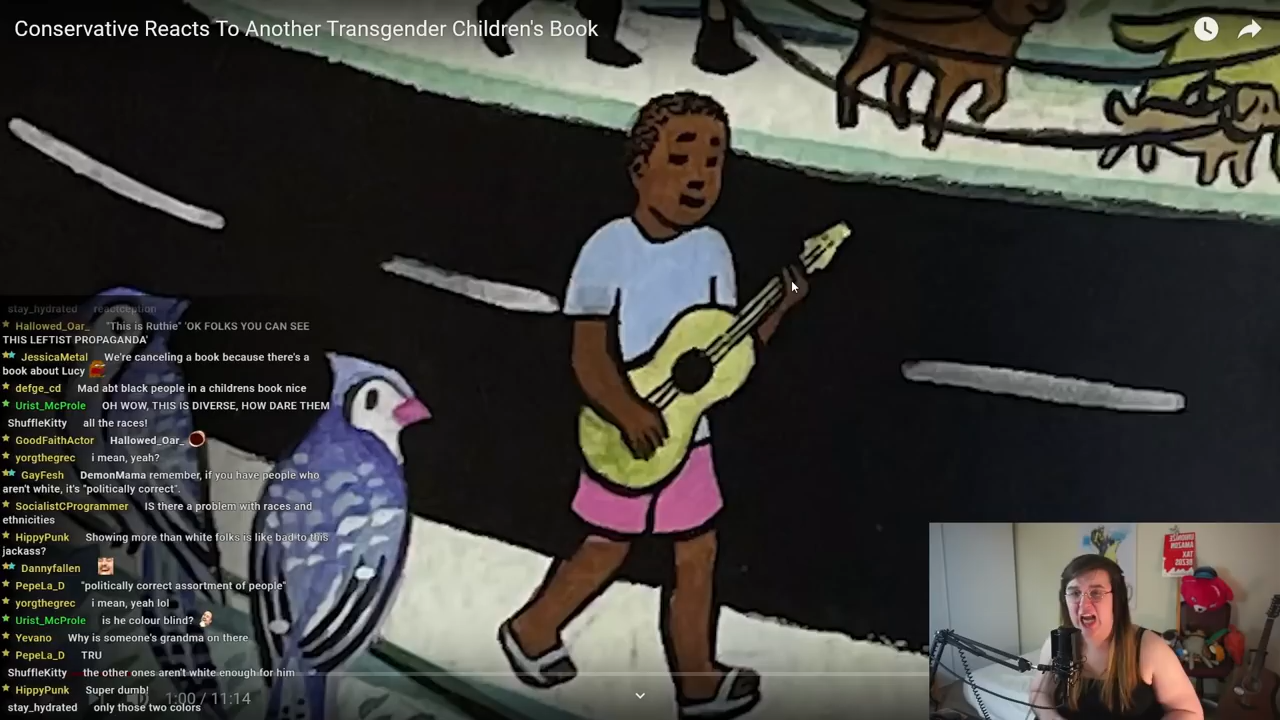 Conservative Reacts To Another Transgender Children's Book
stay_hydrated reactception
Hallowed_Oar_ "This is Ruthie" 'OK FOLKS YOU CAN SEE
THIS LEFTIST PROPAGANDA'
JessicaMetal We're canceling a book because there's a
book about Lucy
defge_cd Mad abt black people in a childrens book nice
Urist_McProle OH WOW, THIS IS DIVERSE, HOW DARE THEM
ShuffleKitty all the races!
GoodFaithActor Hallowed_Oar_
yorgthegrec i mean, yeah?
GayFesh DemonMama remember, if you have people who
aren't white, it's "politically correct".
SocialistCProgrammer IS there a problem with races and
ethnicities
HippyPunk Showing more than white folks is like bad to this
jackass?
Dannyfallen
PepeLa_D "politically correct assortment of people"
yorgthegrec i mean, yeah lol
Urist_McProle is he colour blind?
Yevano Why is someone's grandma on there
PepeLa_D TRU
ShuffleKitty the other ones aren't white enough for him
HippyPunk Super dumb!
1:00 / 11:14
stay_hydrated only those two colors